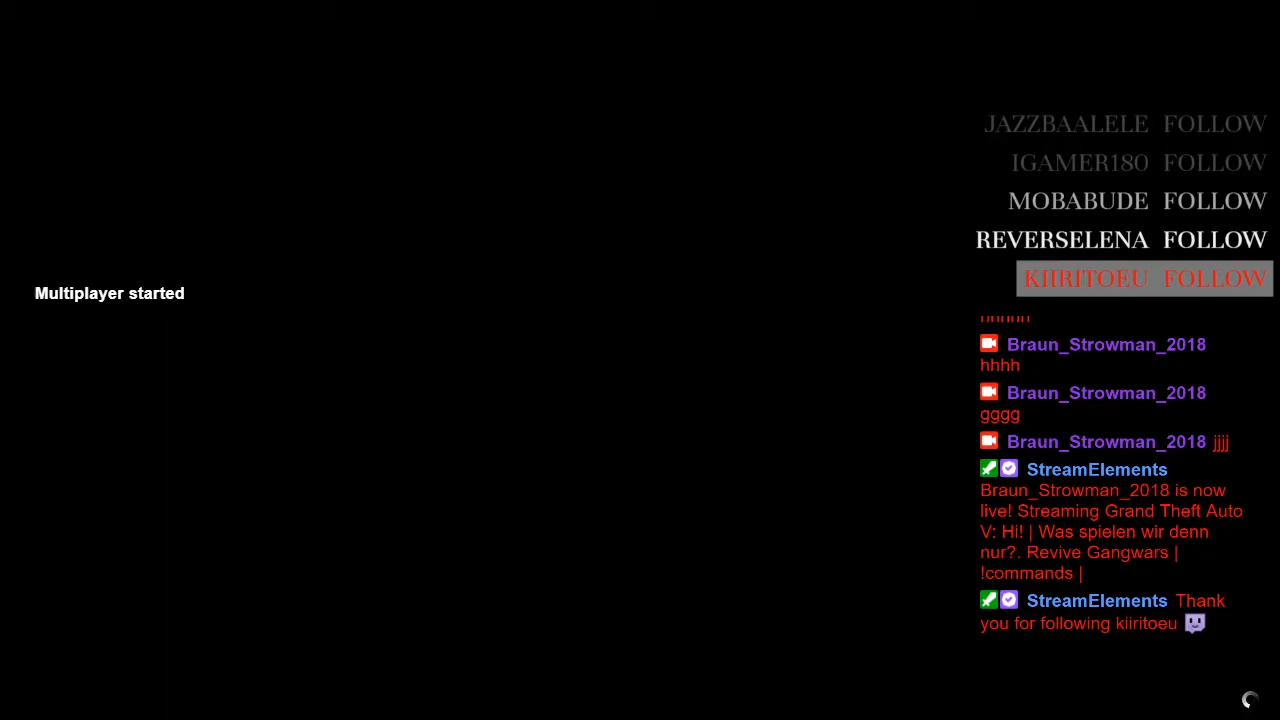 JAZZBAALELE FOLLOW
IGAMER180 FOLLOW
MOBABUDE FOLLOW
REVERSELENA FOLLOW
KIIRITOEU FOLLOW
Multiplayer started
Braun_Strowman_2018
hhhh
Braun_Strowman_2018
gggg
Braun_Strowman_2018 jjjj
StreamElements
Braun_Strowman_2018 is now
live! Streaming Grand Theft Auto
V: Hi! | Was spielen wir denn
nur?. Revive Gangwars |
!commands |
StreamElements Thank
you for following kiiritoeu